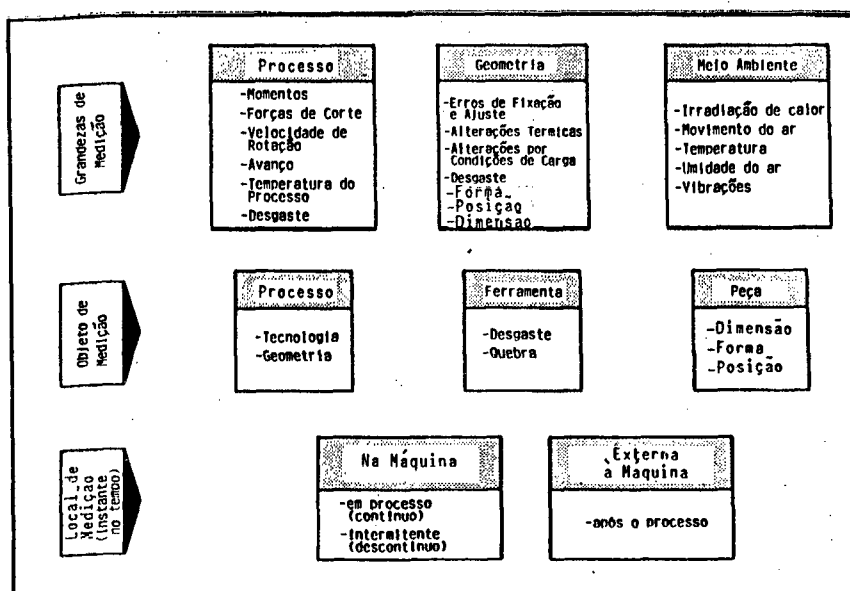 Grandezas de
Medição
Processo
-Momentos
-Forças de Corte
-Velocidade de
Rotação
-Avanço
-Temperatura do
Processo
-Desgaste
Geometria
-Erros de Fixação
e Ajuste
-Alterações Termicas
-Alterações por
Condições de Carga
-Desgaste
-Forma
-Posição
-Dimensao
Meio Ambiente
-Irradiação de calor
-Movimento do ar
-Temperatura
-Umidade do ar
-Vibrações
Objeto de
Medição
Processo
-Tecnologia
-Geometria
Ferramenta
-Desgaste
-Quebra
Peça
-Dimensão
-Forma
-Posição
Local de
Medição
(Instante
no tempo)
Na Máquina
-em processo
(contínuo)
-Intermitente
(descontínuo)
Externa
à Maquina
-após o processo